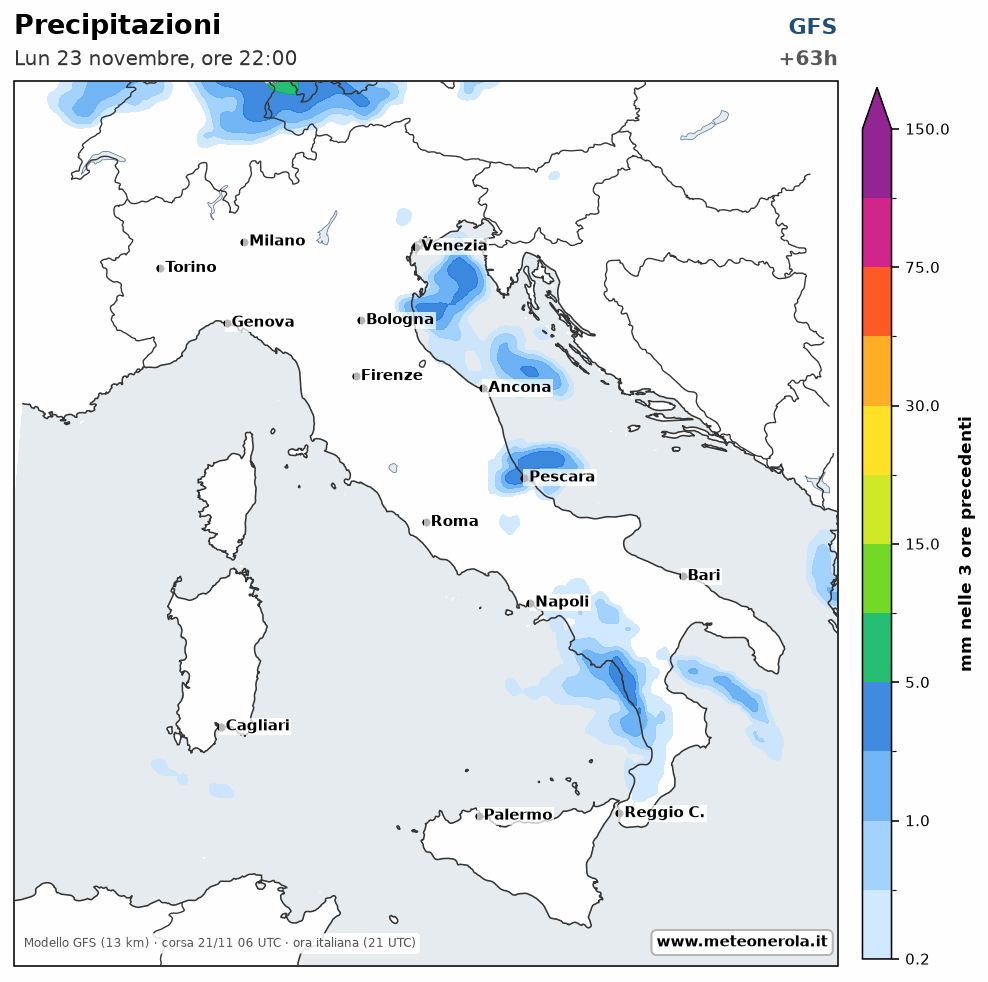 Precipitazioni
GFS
Lun 23 novembre, ore 22:00
+63h
150.0
75.0
30.0
15.0
5.0
1.0
0.2
mm nelle 3 ore precedenti
Venezia
Milano
Torino
Genova
Bologna
Firenze
Ancona
Pescara
Roma
Bari
Napoli
Cagliari
Palermo
Reggio C.
Modello GFS (13 km) · corsa 21/11 06 UTC · ora italiana (21 UTC)
www.meteonerola.it